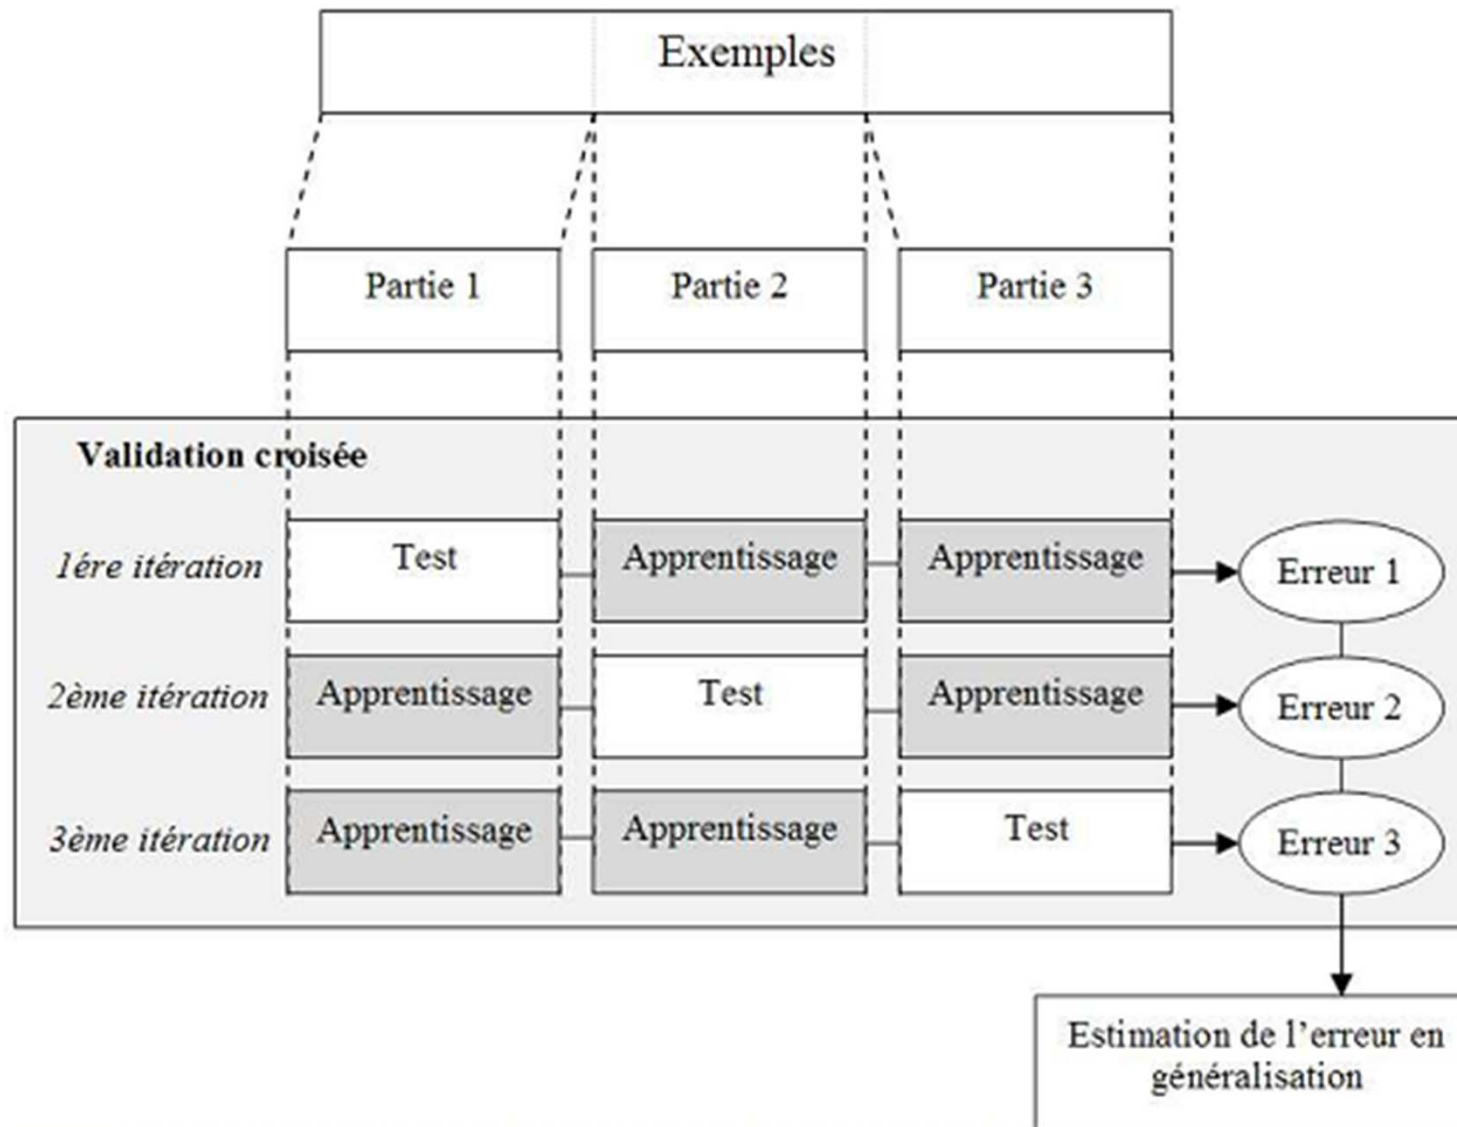 Exemples
Partie 1 Partie 2 Partie 3
Validation croisée
1ére itération Test Apprentissage Apprentissage Erreur 1
2ème itération Apprentissage Test Apprentissage Erreur 2
3ème itération Apprentissage Apprentissage Test Erreur 3
Estimation de l’erreur en
généralisation